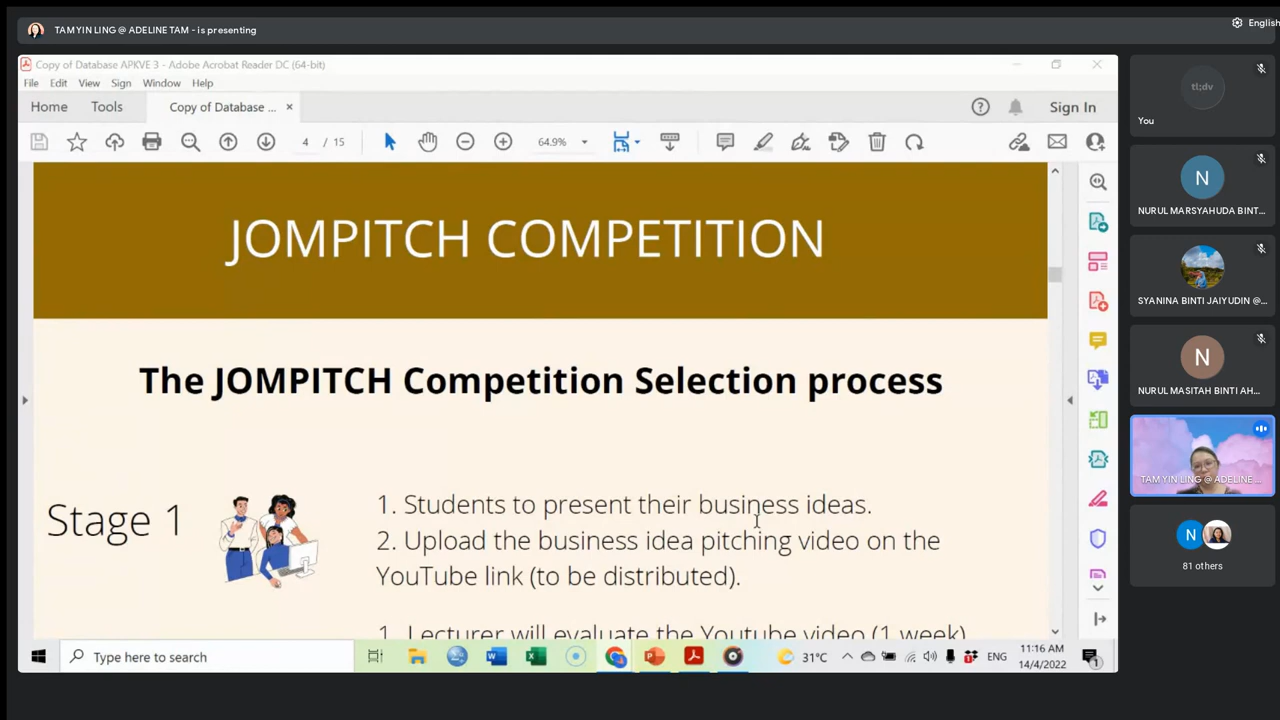 TAM YIN LING @ ADELINE TAM - is presenting
English
Copy of Database APKVE 3 - Adobe Acrobat Reader DC (64-bit)
File Edit View Sign Window Help
Home Tools Copy of Database ... × Sign In
4 / 15 64.9%
JOMPITCH COMPETITION
The JOMPITCH Competition Selection process
Stage 1
1. Students to present their business ideas.
2. Upload the business idea pitching video on the
YouTube link (to be distributed).
1. Lecturer will evaluate the Youtube video (1 week)
Type here to search
31°C
ENG
11:16 AM
14/4/2022
1
tl;dv
You
N
NURUL MARSYAHUDA BINT...
SYANINA BINTI JAIYUDIN @...
N
NURUL MASITAH BINTI AH...
TAM YIN LING @ ADELINE ...
N
81 others